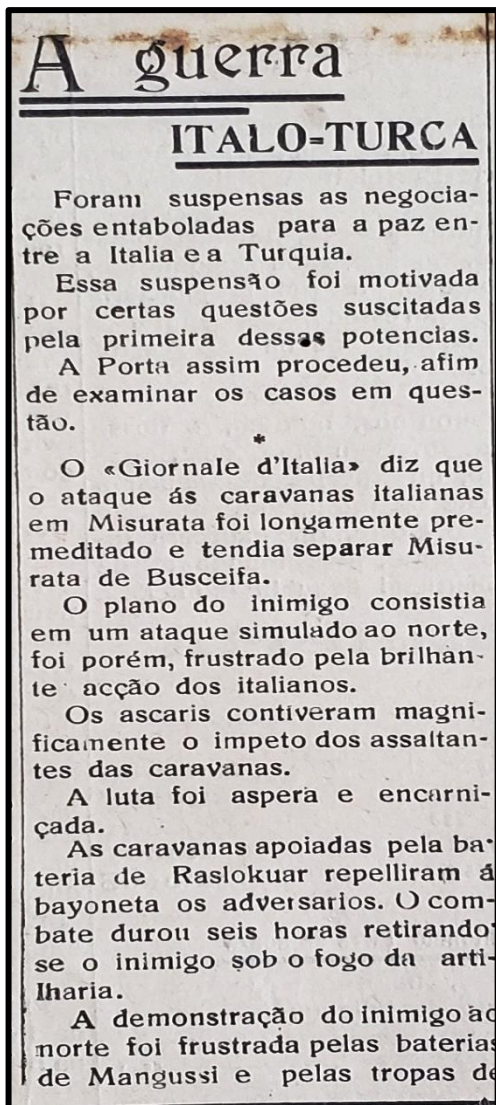 A guerra
ITALO=TURCA
Foram suspensas as negocia-
ções entaboladas para a paz en-
tre a Italia e a Turquia.
Essa suspensão foi motivada
por certas questões suscitadas
pela primeira dessas potencias.
A Porta assim procedeu, afim
de examinar os casos em ques-
tão.
*
O «Giornale d'Italia» diz que
o ataque ás caravanas italianas
em Misurata foi longamente pre-
meditado e tendia separar Misu-
rata de Busceifa.
O plano do inimigo consistia
em um ataque simulado ao norte,
foi porém, frustrado pela brilhan-
te acção dos italianos.
Os ascaris contiveram magni-
ficamente o impeto dos assaltan-
tes das caravanas.
A luta foi aspera e encarni-
çada.
As caravanas apoiadas pela ba-
teria de Raslokuar repelliram á
bayoneta os adversarios. O com-
bate durou seis horas retirando-
se o inimigo sob o fogo da arti-
lharia.
A demonstração do inimigo ao
norte foi frustrada pelas baterias
de Mangussi e pelas tropas de